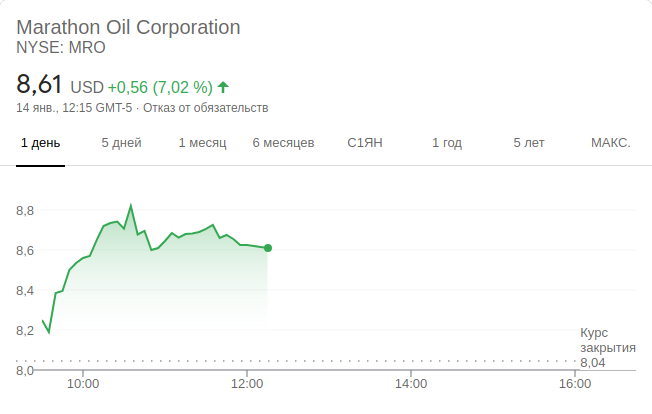 Marathon Oil Corporation
NYSE: MRO
8,61 USD +0,56 (7,02 %)
14 янв., 12:15 GMT-5 · Отказ от обязательств
1 день 5 дней 1 месяц 6 месяцев С1ЯН 1 год 5 лет МАКС.
8,8
8,6
8,4
8,2
Курс
закрытия
8,04
8,0
10:00 12:00 14:00 16:00